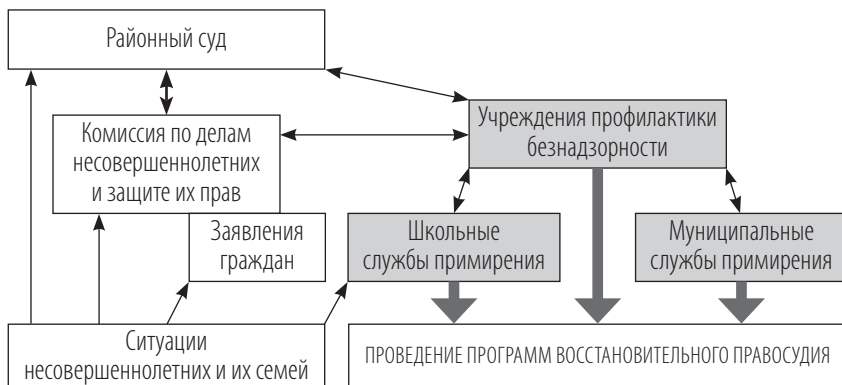 Районный суд
Комиссия по делам
несовершеннолетних
и защите их прав
Учреждения профилактики
безнадзорности
Заявления
граждан
Школьные
службы примирения
Муниципальные
службы примирения
Ситуации
несовершеннолетних и их семей
ПРОВЕДЕНИЕ ПРОГРАММ ВОССТАНОВИТЕЛЬНОГО ПРАВОСУДИЯ